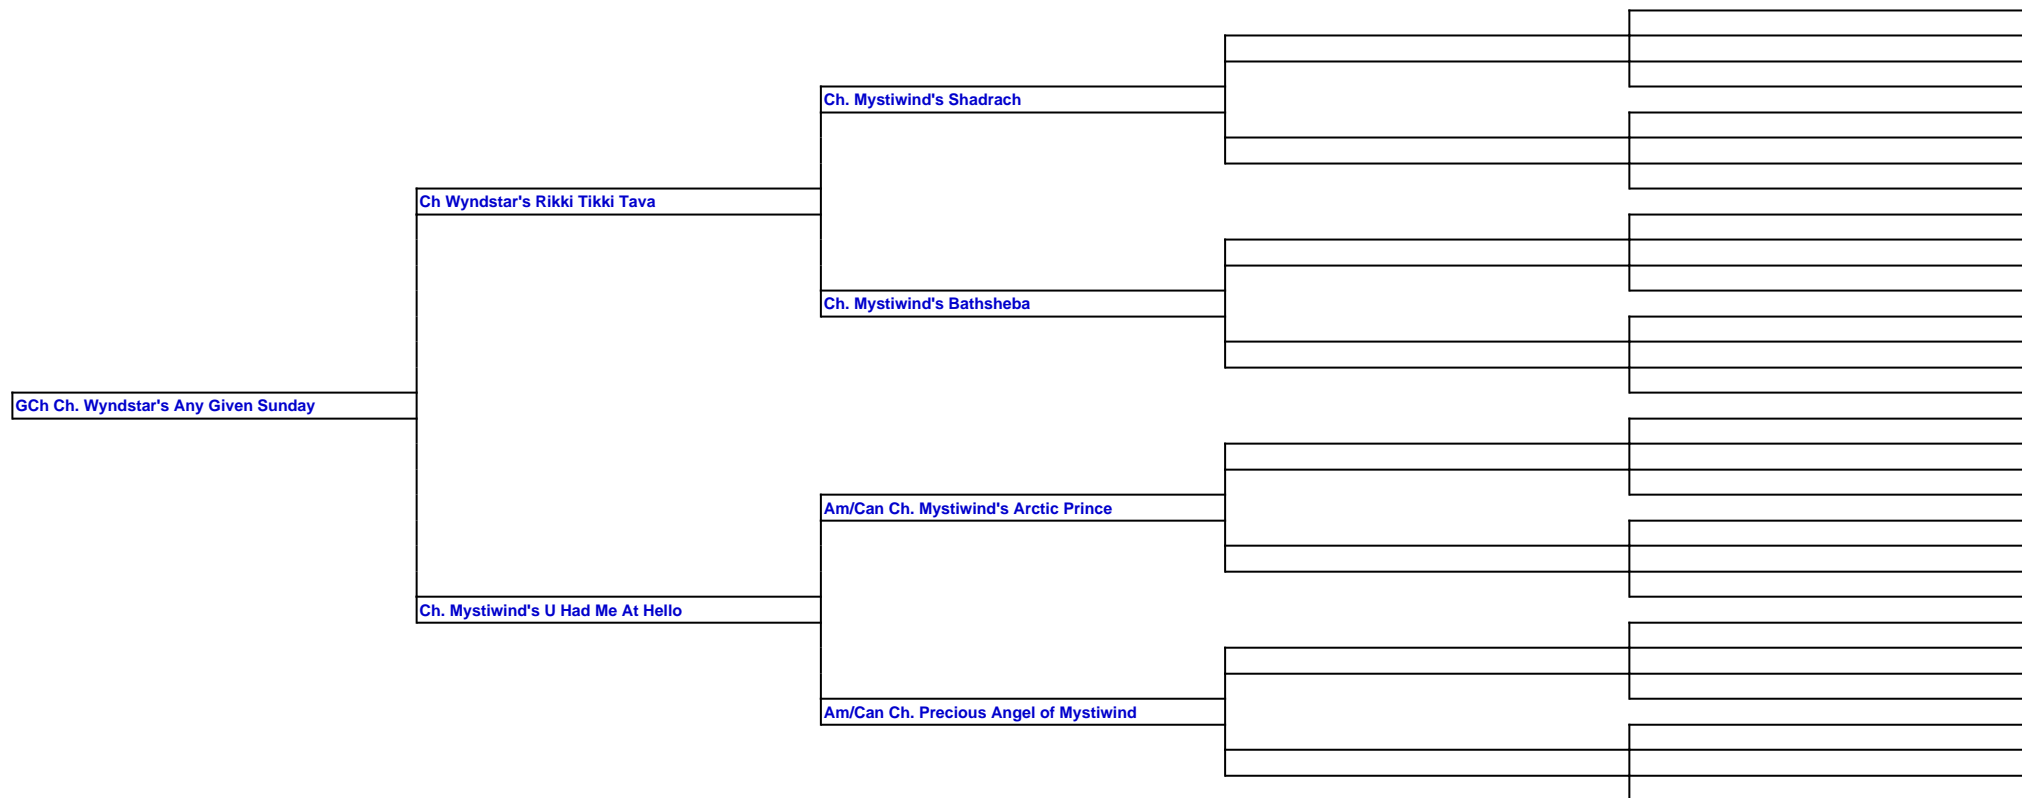 Ch. Mystiwind's Shadrach
Ch Wyndstar's Rikki Tikki Tava
Ch. Mystiwind's Bathsheba
GCh Ch. Wyndstar's Any Given Sunday
Am/Can Ch. Mystiwind's Arctic Prince
Ch. Mystiwind's U Had Me At Hello
Am/Can Ch. Precious Angel of Mystiwind